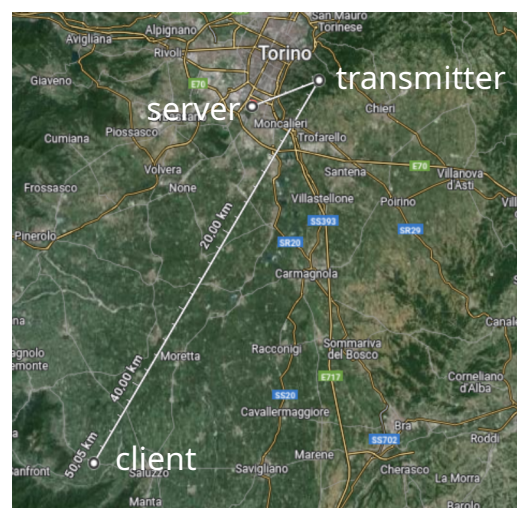 San Mauro
Torinese
Alpignano
Avigliana
Rivoli
Torino
Giaveno
E70
transmitter
server
Chieri
Moncalieri
Piossasco
Trofarello
Cumiana
E70
Volvera
Santena
Villanova
d'Asti
Frossasco
None
Villastellone
Poirino
20,00 km
SS393
SR29
Pinerolo
SR20
Carmagnola
Moretta
Racconigi
Sommariva
del Bosco
40,00 km
E717
Corneliano
d'Alba
SS20
Cavallermaggiore
Bra
50,05 km
SS702
Roddi
client
Marene
Saluzzo
Savigliano
Cherasco
La Morra
Manta
Barolo